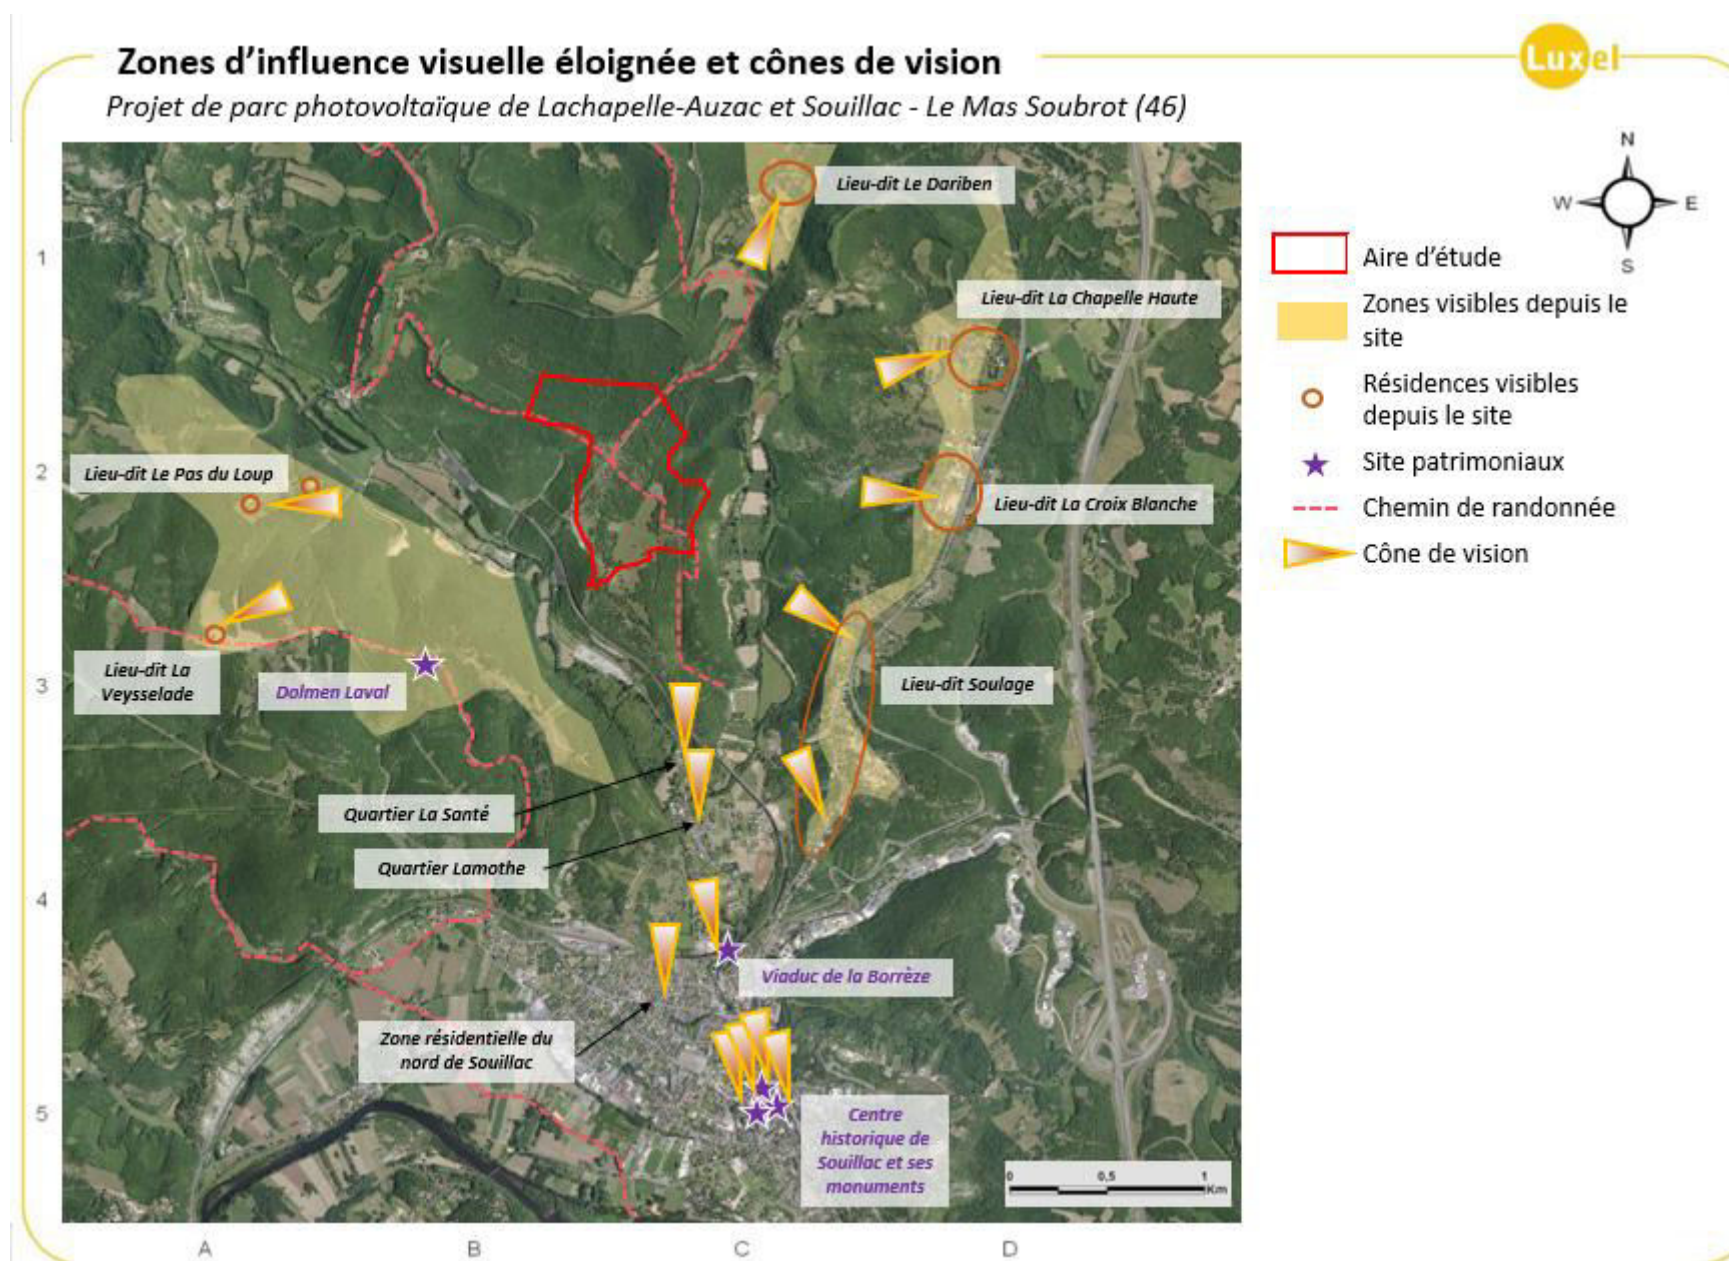 Zones d'influence visuelle éloignée et cônes de vision
Luxel
Projet de parc photovoltaïque de Lachapelle-Auzac et Souillac - Le Mas Soubrot (46)
N
W
E
S
Lieu-dit Le Dariben
1
Lieu-dit La Chapelle Haute
Lieu-dit Le Pas du Loup
2
Lieu-dit La Croix Blanche
Lieu-dit La
Veysselade
3
Dolmen Laval
Lieu-dit Soulage
Quartier La Santé
Quartier Lamothe
4
Viaduc de la Borrèze
Zone résidentielle du
nord de Souillac
5
Centre
historique de
Souillac et ses
monuments
0
0,5
1
Km
A
B
C
D
Aire d'étude
Zones visibles depuis le
site
Résidences visibles
depuis le site
Site patrimoniaux
Chemin de randonnée
Cône de vision